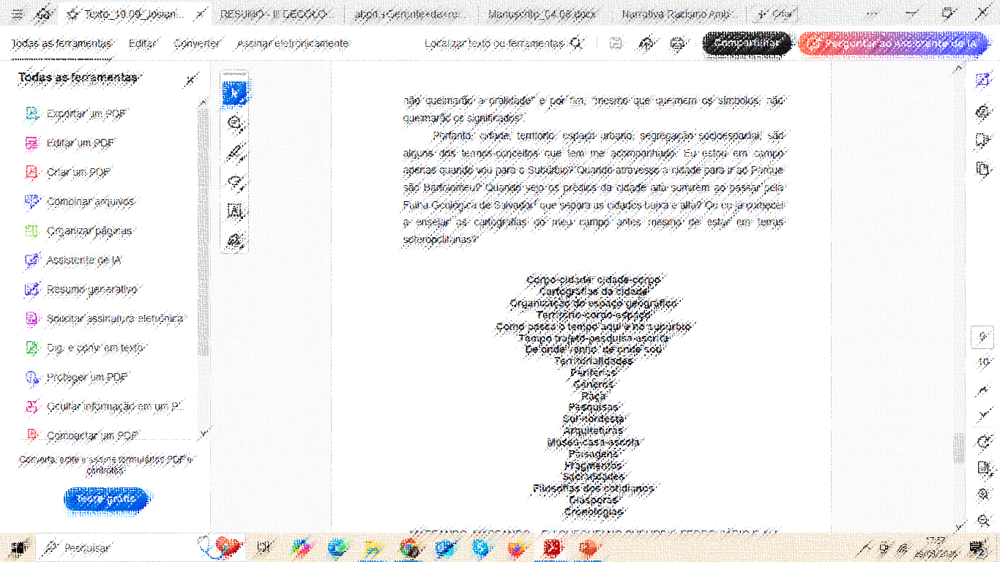 Texto_19.09_Josian...
RESUMO - III DECOLO...
Manuscrito_04.08.docx
Narrativa Racismo Amb...
Criar
Todas as ferramentas
Editar
Converter
Assinar eletronicamente
Localizar texto ou ferramentas
Compartilhar
Perguntar ao Assistente de IA
Todas as ferramentas
Exportar um PDF
Editar um PDF
Criar um PDF
Combinar arquivos
Organizar páginas
Assistente de IA
Resumo generativo
Solicitar assinatura eletrônica
Dig. e conv. em texto
Proteger um PDF
Ocultar informação em um P...
Compactar um PDF
Converta, edite e assine formulários PDF e
contratos
Teste grátis
não queimarão a oralidade” e por fim, “mesmo que queimem os símbolos, não
queimarão os significados”.
Portanto, cidade, território, espaço urbano, segregação socioespacial, são
alguns dos termos-conceitos que tem me acompanhado. Eu estou em campo
apenas quando vou para o Subúrbio? Quando atravesso a cidade para ir ao Parque
são Bartolomeu? Quando vejo os prédios da cidade alta sumirem ao passar pela
Falha Geológica de Salvador que separa as cidades baixa e alta? Ou eu já comecei
a ensejar as cartografias do meu campo antes mesmo de estar em terras
soteropolitanas?
Corpo-cidade, cidade-corpo
Cartografias da cidade
Organização do espaço geográfico
Território-corpo-espaço
Como passa o tempo aqui e no subúrbio
Tempo trajeto-pesquisa-escrita
De onde venho, de onde sou
Territorialidades
Periferias
Gêneros
Raça
Pesquisas
Sul-nordesta
Arquiteturas
Museu-casa-escola
Paisagens
Fragmentos
Sacralidades
Filosofias dos cotidianos
Diásporas
Cronologias
9
10
Pesquisar
17:37